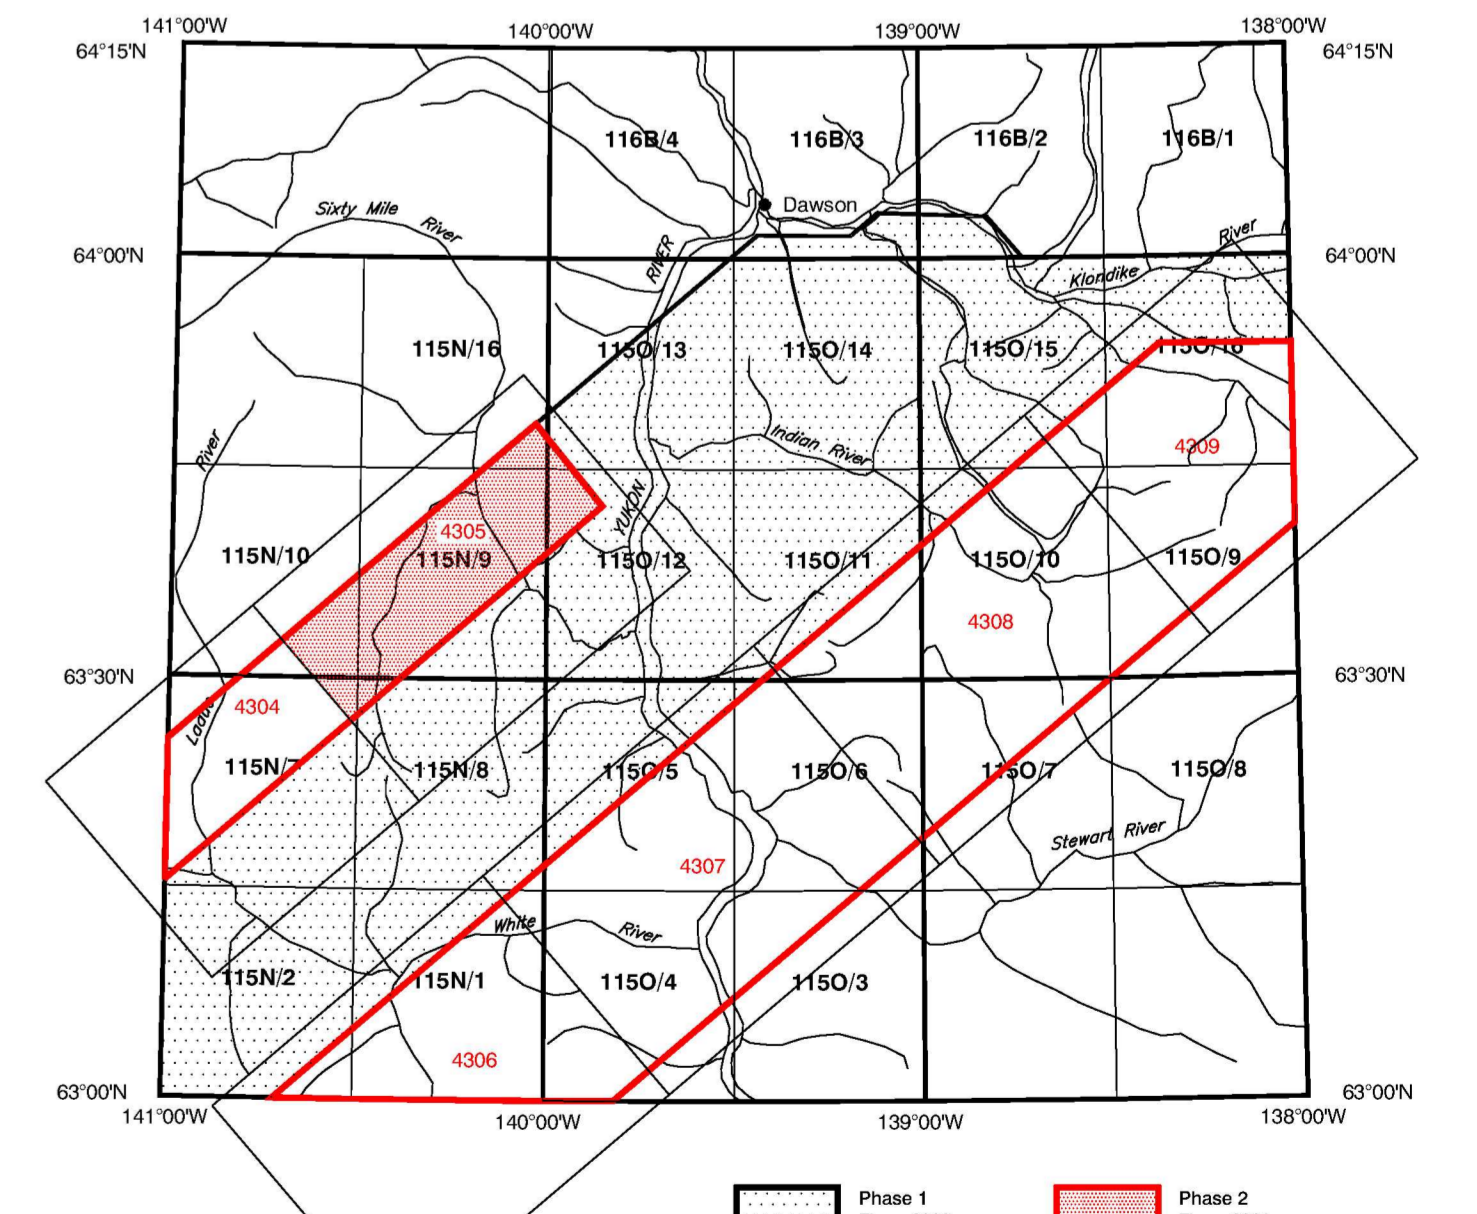 141°00'W
140°00'W
139°00'W
138°00'W
64°15'N
64°15'N
116B/4
116B/3
116B/2
116B/1
Dawson
Sixty Mile River
RIVER
River
64°00'N
64°00'N
Klondike
115N/16
115O/13
115O/14
115O/15
115O/16
River
Indian River
4309
YUKON
4305
115N/10
115N/9
115O/12
115O/11
115O/10
115O/9
4308
63°30'N
63°30'N
Ladue
4304
115N/7
115N/8
115O/5
115O/6
115O/7
115O/8
Stewart River
4307
White River
115N/2
115N/1
115O/4
115O/3
4306
63°00'N
63°00'N
141°00'W
140°00'W
139°00'W
138°00'W
Phase 1
Phase 2